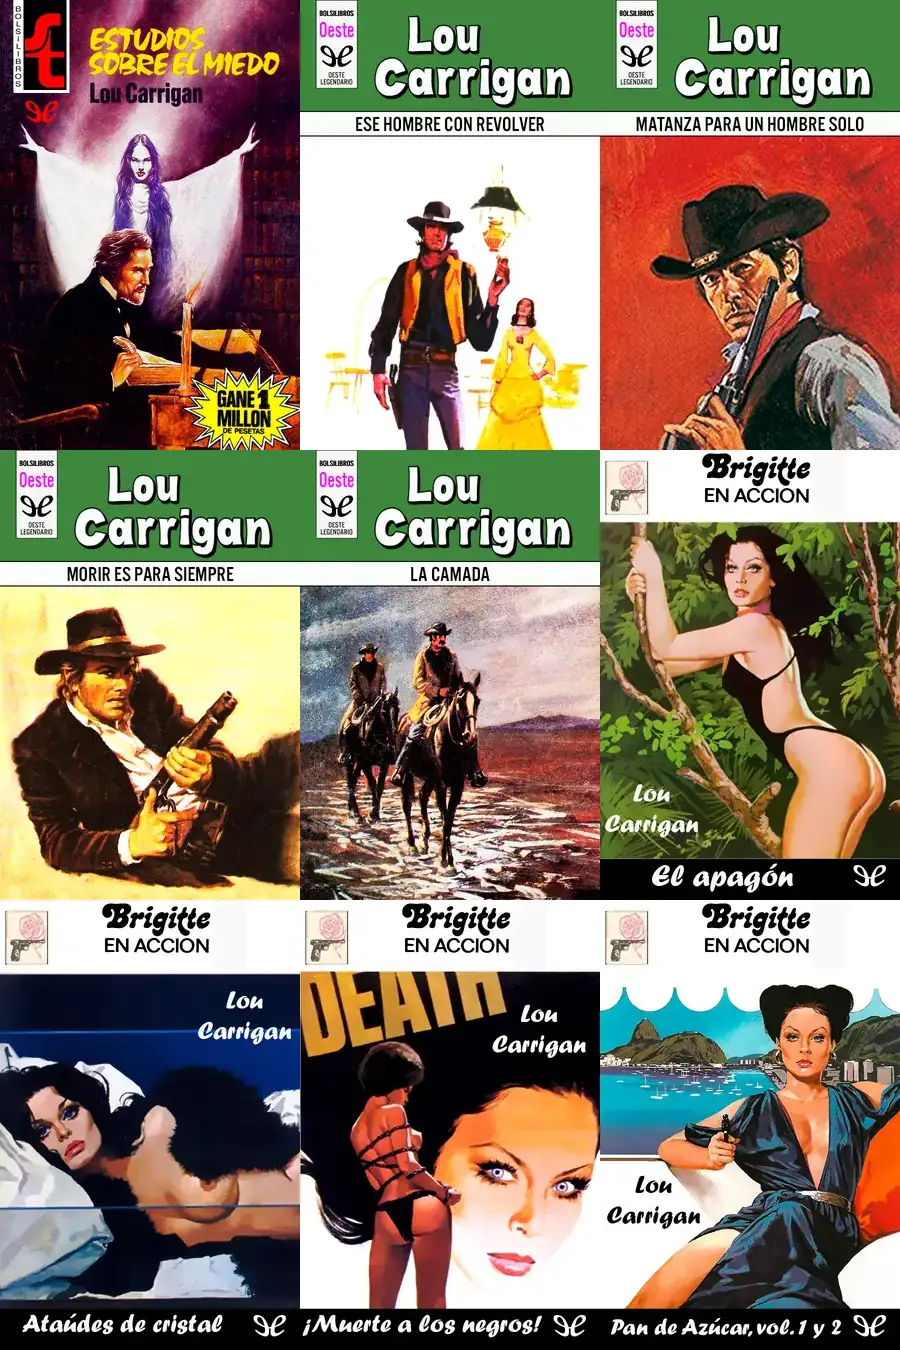 BOLSILIBROS
ST
ESTUDIOS
SOBRE EL MIEDO
Lou Carrigan
GANE 1
MILLON
DE PESETAS
BOLSILIBROS
Oeste
OESTE
LEGENDARIO
Lou
Carrigan
ESE HOMBRE CON REVOLVER
BOLSILIBROS
Oeste
OESTE
LEGENDARIO
Lou
Carrigan
MATANZA PARA UN HOMBRE SOLO
BOLSILIBROS
Oeste
OESTE
LEGENDARIO
Lou
Carrigan
MORIR ES PARA SIEMPRE
BOLSILIBROS
Oeste
OESTE
LEGENDARIO
Lou
Carrigan
LA CAMADA
Brigitte
EN ACCION
Lou
Carrigan
El apagón
Brigitte
EN ACCION
Lou
Carrigan
Ataúdes de cristal
Brigitte
EN ACCION
DEATH
Lou
Carrigan
¡Muerte a los negros!
Brigitte
EN ACCION
Lou
Carrigan
Pan de Azúcar, vol. 1 y 2